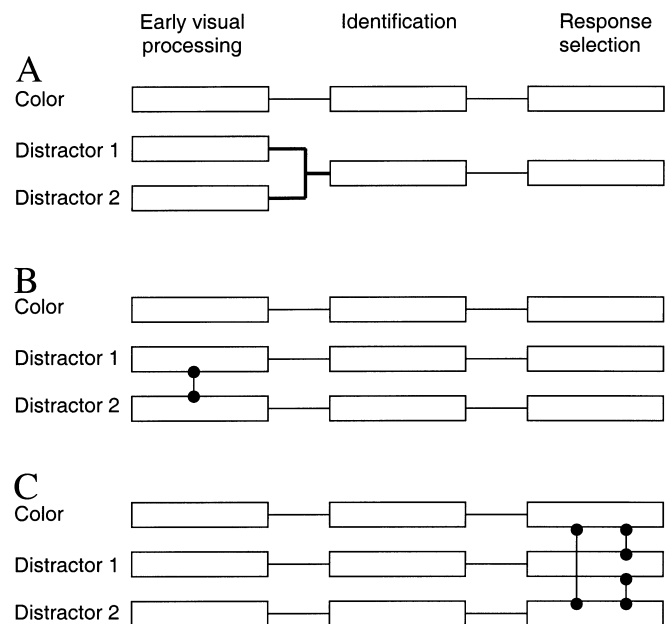 Early visual processing
Identification
Response selection
A
Color
Distractor 1
Distractor 2
B
Color
Distractor 1
Distractor 2
C
Color
Distractor 1
Distractor 2